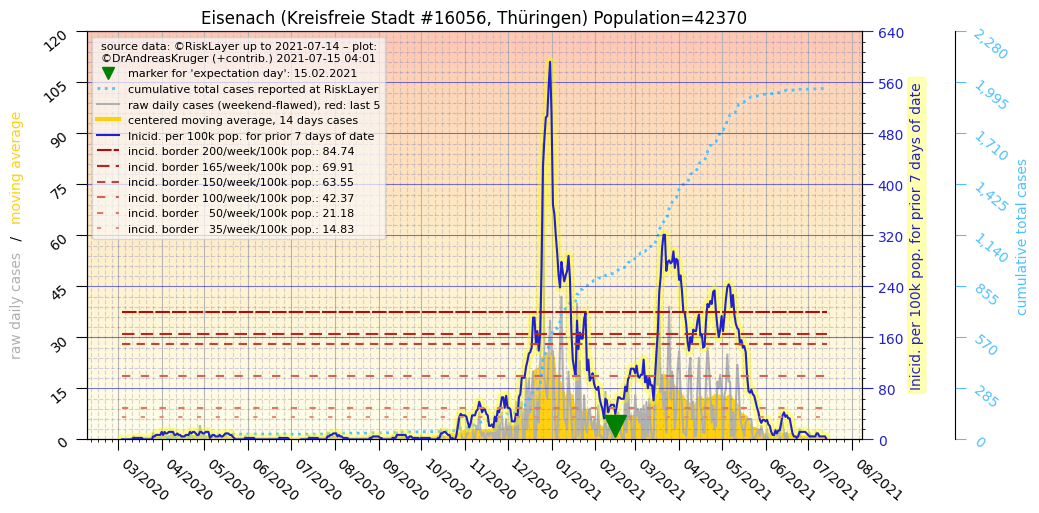 Eisenach (Kreisfreie Stadt #16056, Thüringen) Population=42370
source data: ©RiskLayer up to 2021-07-14 – plot:
©DrAndreasKruger (+contrib.) 2021-07-15 04:01
marker for 'expectation day': 15.02.2021
cumulative total cases reported at RiskLayer
raw daily cases (weekend-flawed), red: last 5
centered moving average, 14 days cases
Inicid. per 100k pop. for prior 7 days of date
incid. border 200/week/100k pop.: 84.74
incid. border 165/week/100k pop.: 69.91
incid. border 150/week/100k pop.: 63.55
incid. border 100/week/100k pop.: 42.37
incid. border   50/week/100k pop.: 21.18
incid. border   35/week/100k pop.: 14.83
raw daily cases / moving average
120
105
90
75
60
45
30
15
0
03/2020
04/2020
05/2020
06/2020
07/2020
08/2020
09/2020
10/2020
11/2020
12/2020
01/2021
02/2021
03/2021
04/2021
05/2021
06/2021
07/2021
08/2021
640
560
480
400
320
240
160
80
0
Inicid. per 100k pop. for prior 7 days of date
2,280
1,995
1,710
1,425
1,140
855
570
285
0
cumulative total cases